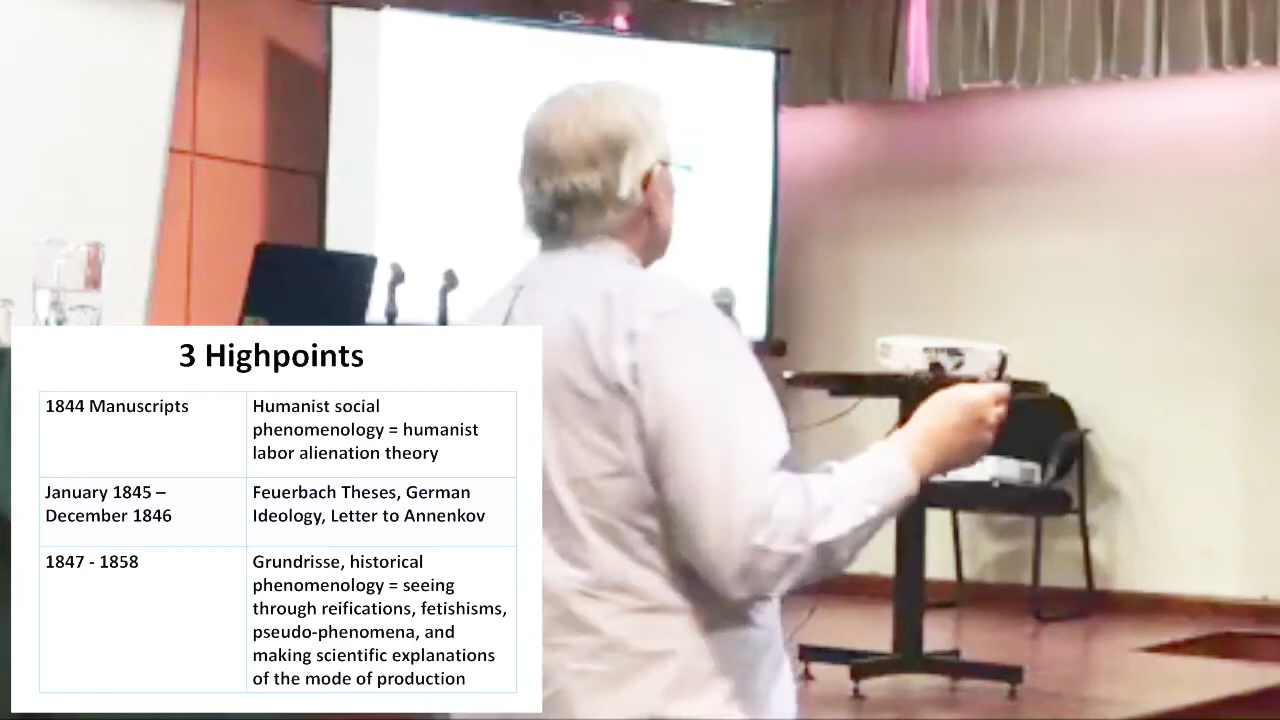 3 Highpoints
1844 Manuscripts
Humanist social
phenomenology = humanist
labor alienation theory
January 1845 –
December 1846
Feuerbach Theses, German
Ideology, Letter to Annenkov
1847 - 1858
Grundrisse, historical
phenomenology = seeing
through reifications, fetishisms,
pseudo-phenomena, and
making scientific explanations
of the mode of production